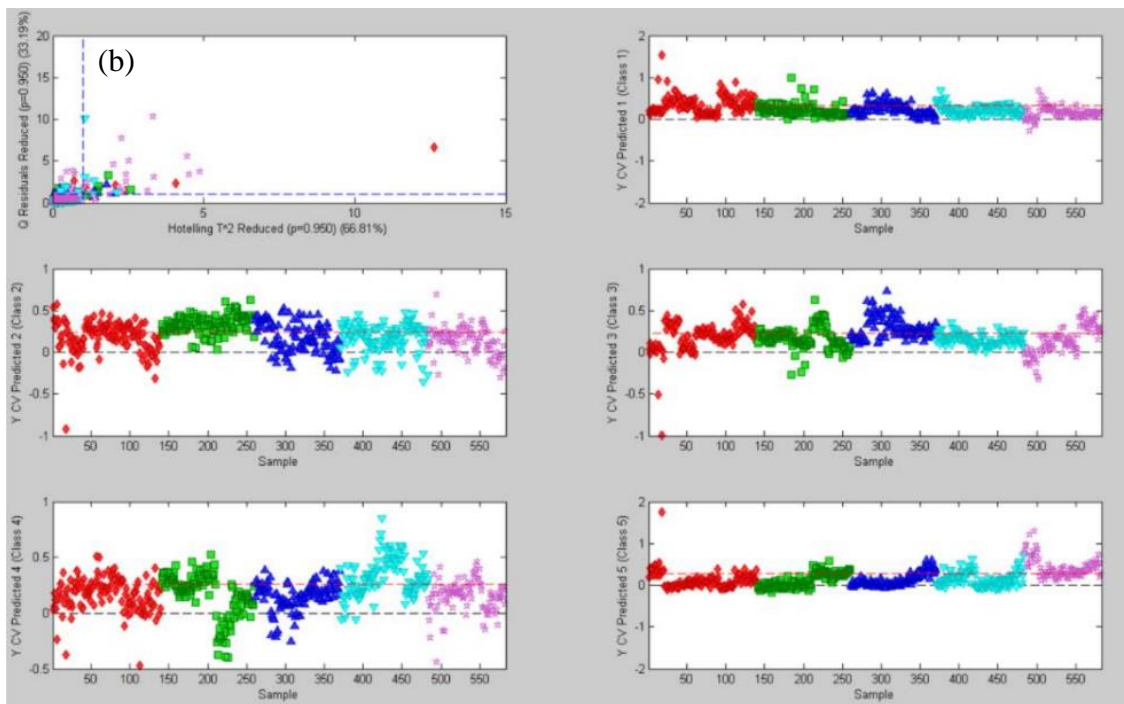 (b)
Q Residuals Reduced (p=0.950) (33.19%)
20
15
10
5
0
0 5 10 15
Hotelling T^2 Reduced (p=0.950) (66.81%)
Y CV Predicted 1 (Class 1)
2
1
0
-1
-2
50 100 150 200 250 300 350 400 450 500 550
Sample
Y CV Predicted 2 (Class 2)
1
0.5
0
-0.5
-1
50 100 150 200 250 300 350 400 450 500 550
Sample
Y CV Predicted 3 (Class 3)
1
0.5
0
-0.5
-1
50 100 150 200 250 300 350 400 450 500 550
Sample
Y CV Predicted 4 (Class 4)
1
0.5
0
-0.5
50 100 150 200 250 300 350 400 450 500 550
Sample
Y CV Predicted 5 (Class 5)
2
1
0
-1
-2
50 100 150 200 250 300 350 400 450 500 550
Sample